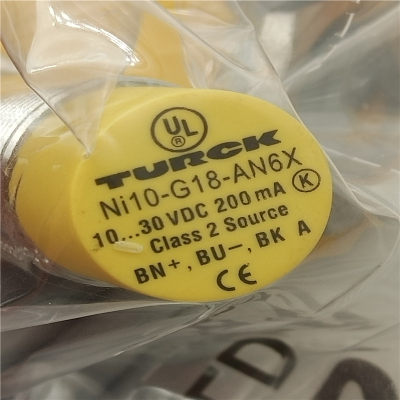 UL
®
TURCK
Ni10-G18-AN6X
10...30 VDC 200 mA K
Class 2 Source
BN+, BU−, BK A
CE